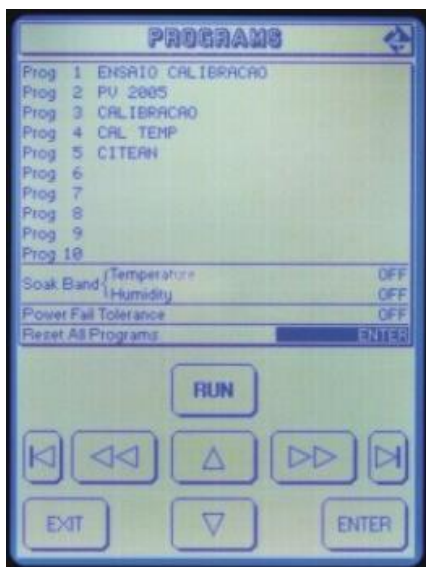 PROGRAMS
Prog 1 ENSAIO CALIBRACAO
Prog 2 PV 2005
Prog 3 CALIBRACAO
Prog 4 CAL TEMP
Prog 5 CITEAN
Prog 6
Prog 7
Prog 8
Prog 9
Prog 10
Soak Band { Temperature OFF
Humidity OFF
Power Fail Tolerance OFF
Reset All Programs ENTER
RUN
EXIT
ENTER